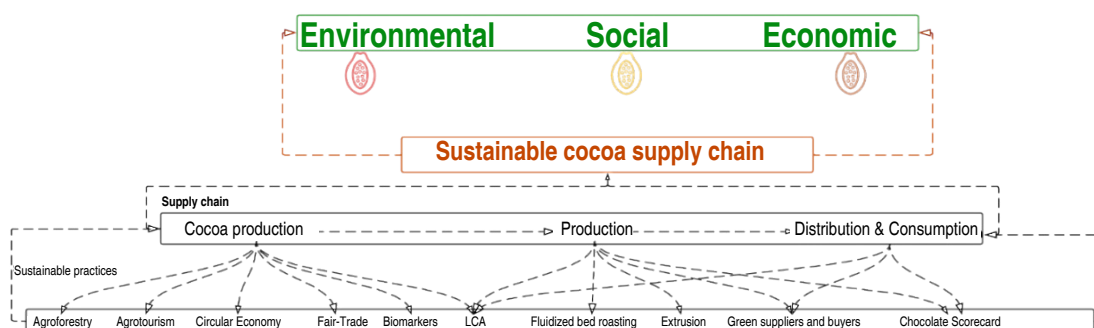 Environmental Social Economic
Sustainable cocoa supply chain
Supply chain
Cocoa production Production Distribution & Consumption
Sustainable practices
Agroforestry Agrotourism Circular Economy Fair-Trade Biomarkers LCA Fluidized bed roasting Extrusion Green suppliers and buyers Chocolate Scorecard